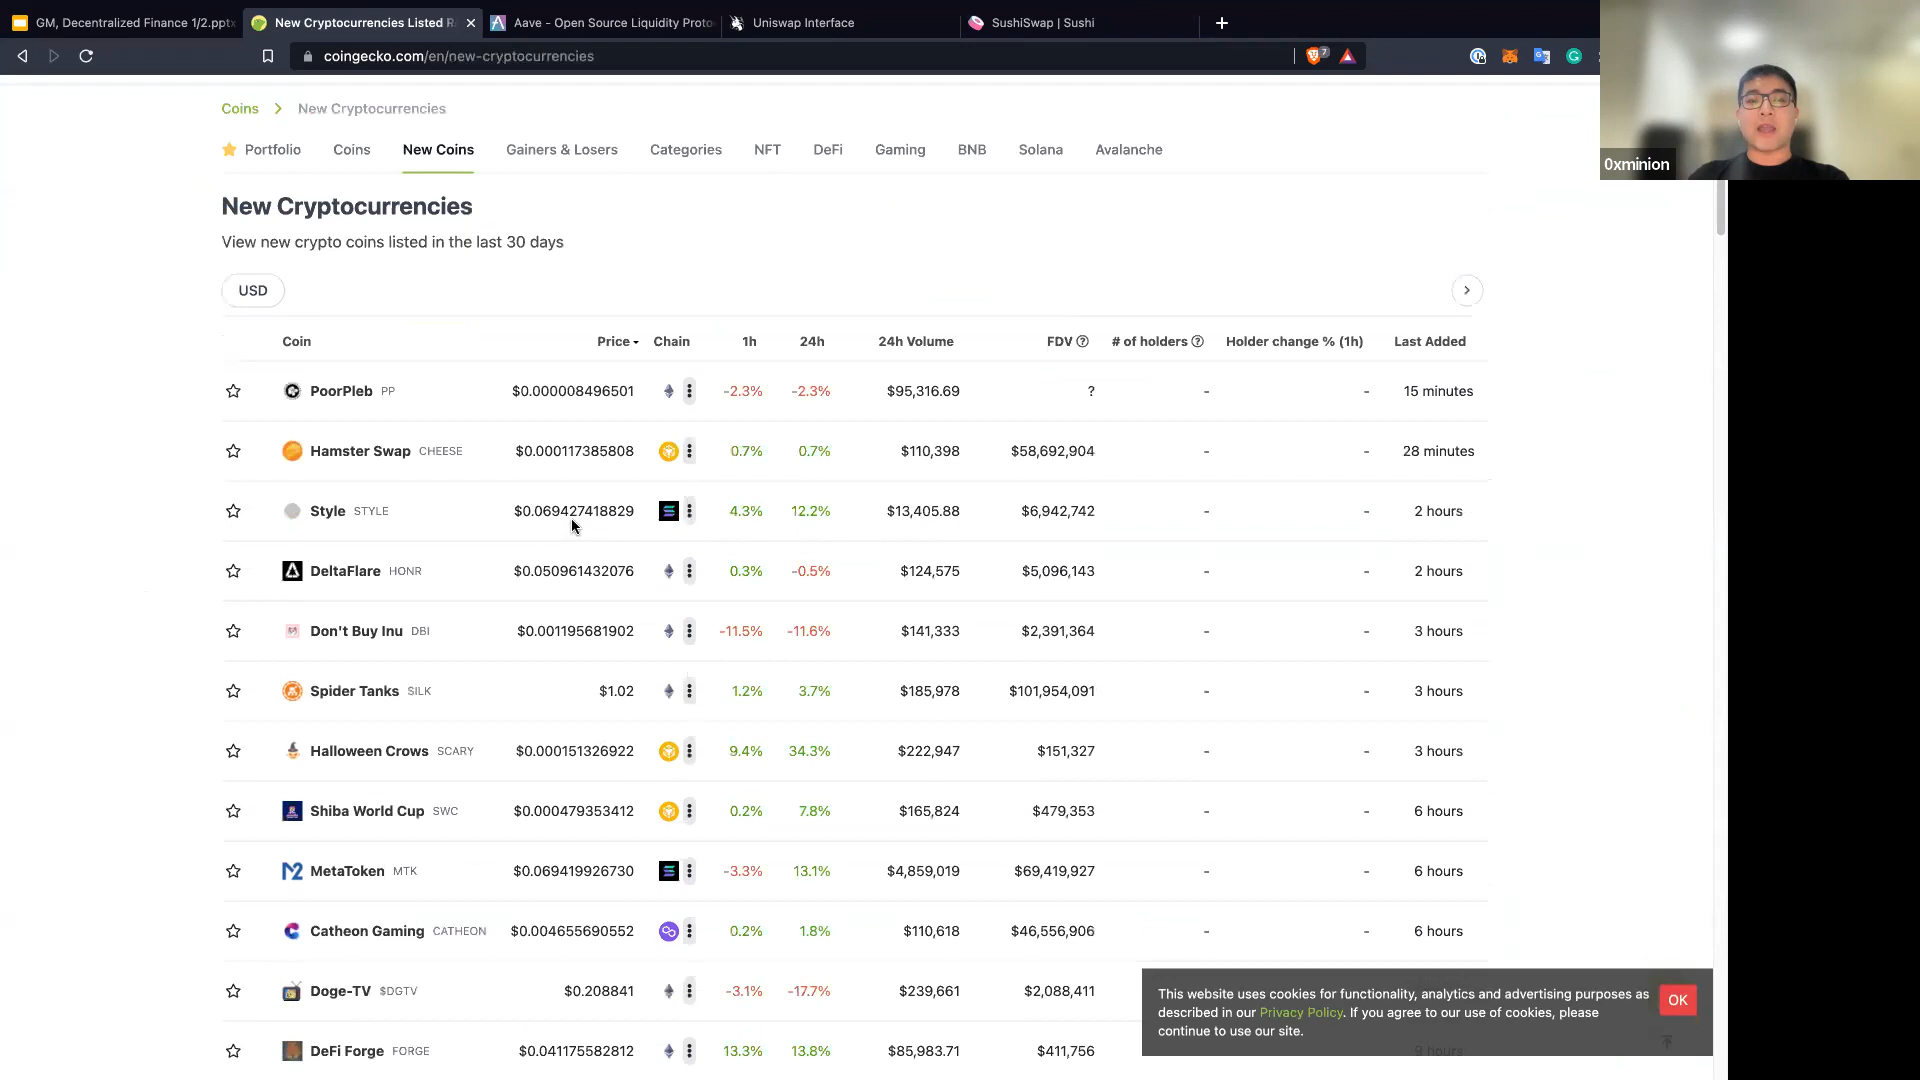 GM, Decentralized Finance 1/2.pptx
New Cryptocurrencies Listed R
Aave - Open Source Liquidity Proto
Uniswap Interface
SushiSwap | Sushi
coingecko.com/en/new-cryptocurrencies
7
0xminion
Coins > New Cryptocurrencies
Portfolio Coins New Coins Gainers & Losers Categories NFT DeFi Gaming BNB Solana Avalanche
New Cryptocurrencies
View new crypto coins listed in the last 30 days
USD
Coin Price Chain 1h 24h 24h Volume FDV # of holders Holder change % (1h) Last Added
PoorPleb PP $0.000008496501 -2.3% -2.3% $95,316.69 ? - - 15 minutes
Hamster Swap CHEESE $0.000117385808 0.7% 0.7% $110,398 $58,692,904 - - 28 minutes
Style STYLE $0.069427418829 4.3% 12.2% $13,405.88 $6,942,742 - - 2 hours
DeltaFlare HONR $0.050961432076 0.3% -0.5% $124,575 $5,096,143 - - 2 hours
Don't Buy Inu DBI $0.001195681902 -11.5% -11.6% $141,333 $2,391,364 - - 3 hours
Spider Tanks SILK $1.02 1.2% 3.7% $185,978 $101,954,091 - - 3 hours
Halloween Crows SCARY $0.000151326922 9.4% 34.3% $222,947 $151,327 - - 3 hours
Shiba World Cup SWC $0.000479353412 0.2% 7.8% $165,824 $479,353 - - 6 hours
MetaToken MTK $0.069419926730 -3.3% 13.1% $4,859,019 $69,419,927 - - 6 hours
Catheon Gaming CATHEON $0.004655690552 0.2% 1.8% $110,618 $46,556,906 - - 6 hours
Doge-TV $DGTV $0.208841 -3.1% -17.7% $239,661 $2,088,411
DeFi Forge FORGE $0.041175582812 13.3% 13.8% $85,983.71 $411,756 9 hours
This website uses cookies for functionality, analytics and advertising purposes as
described in our Privacy Policy. If you agree to our use of cookies, please
continue to use our site.
OK